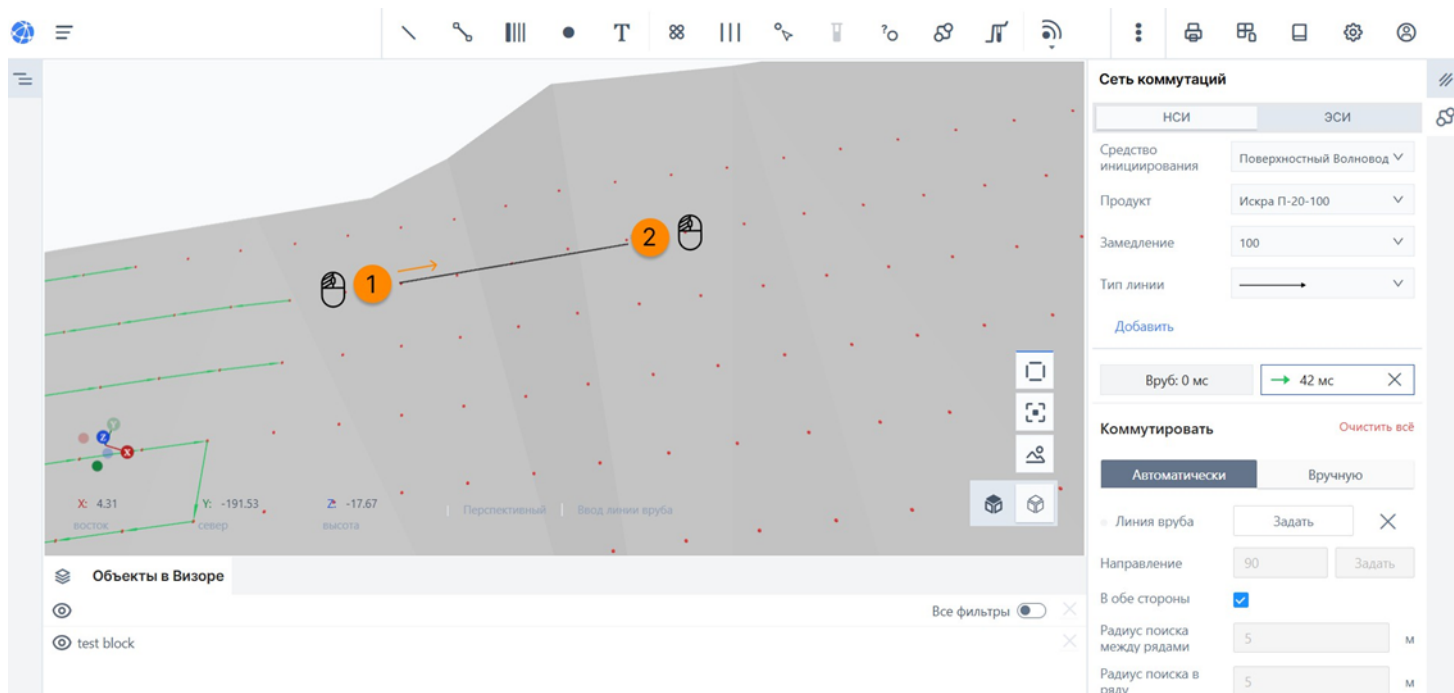 T
?
Сеть коммутаций
НСИ ЭСИ
Средство
инициирования
Поверхностный Волновод
Продукт Искра П-20-100
Замедление 100
Тип линии
Добавить
Вруб: 0 мс 42 мс
Коммутировать Очистить всё
Автоматически Вручную
Линия вруба Задать
Направление 90 Задать
В обе стороны
Радиус поиска
между рядами
5 м
Радиус поиска в
ряду
5 м
1
2
Y
Z
X
X: 4.31 Y: -191.53 Z: -17.67
восток север высота
Перспективный Ввод линии вруба
Объекты в Визоре
Все фильтры
test block